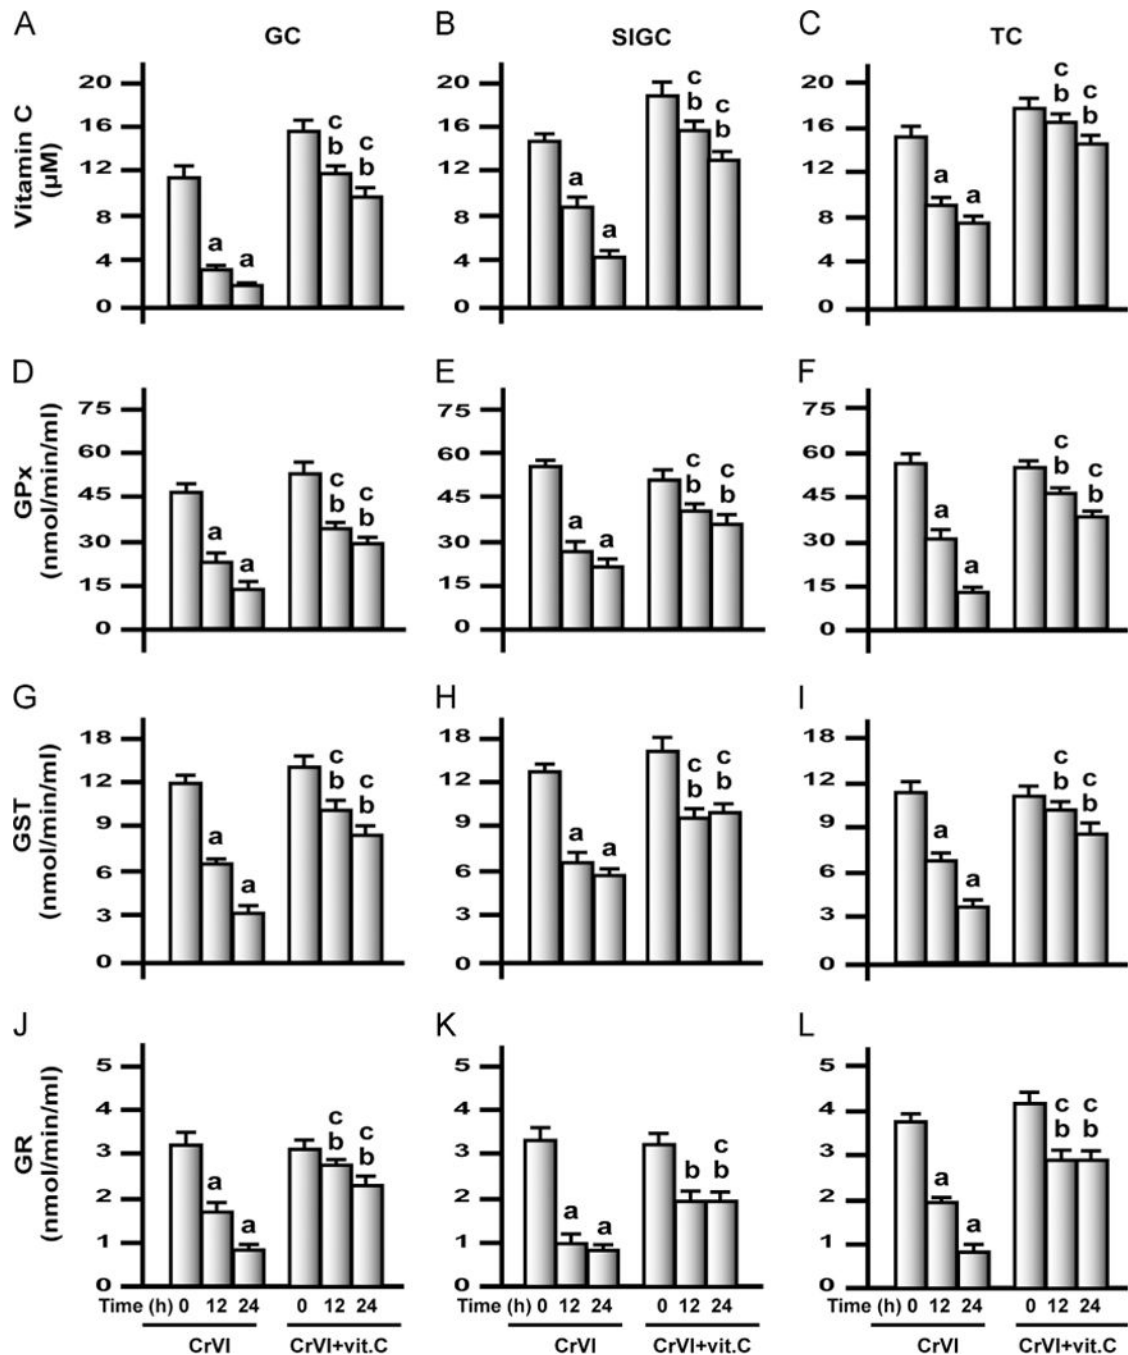 A GC B SIGC C TC
Vitamin C
(µM)
20 20 20
16 16 16
12 12 12
8 8 8
4 4 4
0 0 0
a a c b c b
a a c b c b
a a c b c b
D E F
GPx
(nmol/min/ml)
75 75 75
60 60 60
45 45 45
30 30 30
15 15 15
0 0 0
a a c b c b
a a c b c b
a a c b c b
G H I
GST
(nmol/min/ml)
18 18 18
12 12 12
9 9 9
6 6 6
3 3 3
0 0 0
a a c b c b
a a c b c b
a a c b c b
J K L
GR
(nmol/min/ml)
5 5 5
4 4 4
3 3 3
2 2 2
1 1 1
0 0 0
a a c b c b
a a b c b
a a c b c b
Time (h) 0 12 24 0 12 24 Time (h) 0 12 24 0 12 24 Time (h) 0 12 24 0 12 24
CrVI CrVI+vit.C CrVI CrVI+vit.C CrVI CrVI+vit.C